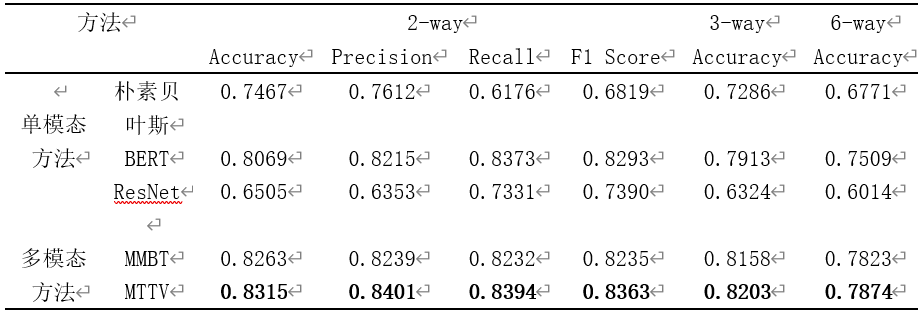 方法↵ 2-way↵ 3-way↵ 6-way↵
Accuracy↵ Precision↵ Recall↵ F1 Score↵ Accuracy↵ Accuracy↵
↵ 朴素贝 0.7467↵ 0.7612↵ 0.6176↵ 0.6819↵ 0.7286↵ 0.6771↵
单模态 叶斯↵
方法↵ BERT↵ 0.8069↵ 0.8215↵ 0.8373↵ 0.8293↵ 0.7913↵ 0.7509↵
ResNet↵ 0.6505↵ 0.6353↵ 0.7331↵ 0.7390↵ 0.6324↵ 0.6014↵
↵
多模态 MMBT↵ 0.8263↵ 0.8239↵ 0.8232↵ 0.8235↵ 0.8158↵ 0.7823↵
方法↵ MTTV↵ 0.8315↵ 0.8401↵ 0.8394↵ 0.8363↵ 0.8203↵ 0.7874↵